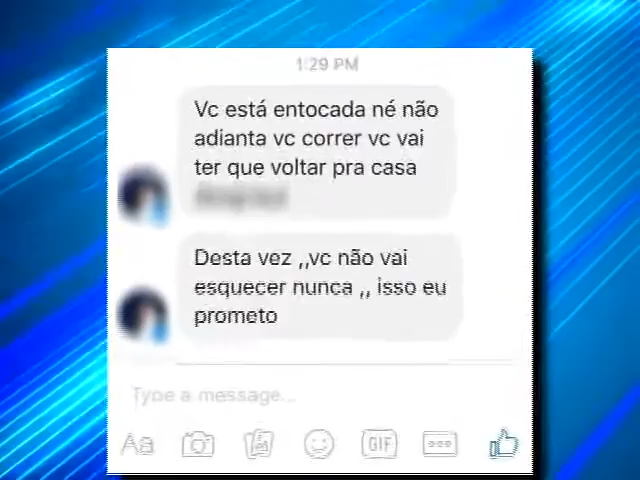 1:29 PM
Vc está entocada né não
adianta vc correr vc vai
ter que voltar pra casa
Desta vez ,,vc não vai
esquecer nunca ,, isso eu
prometo
Type a message...
Aa
GIF